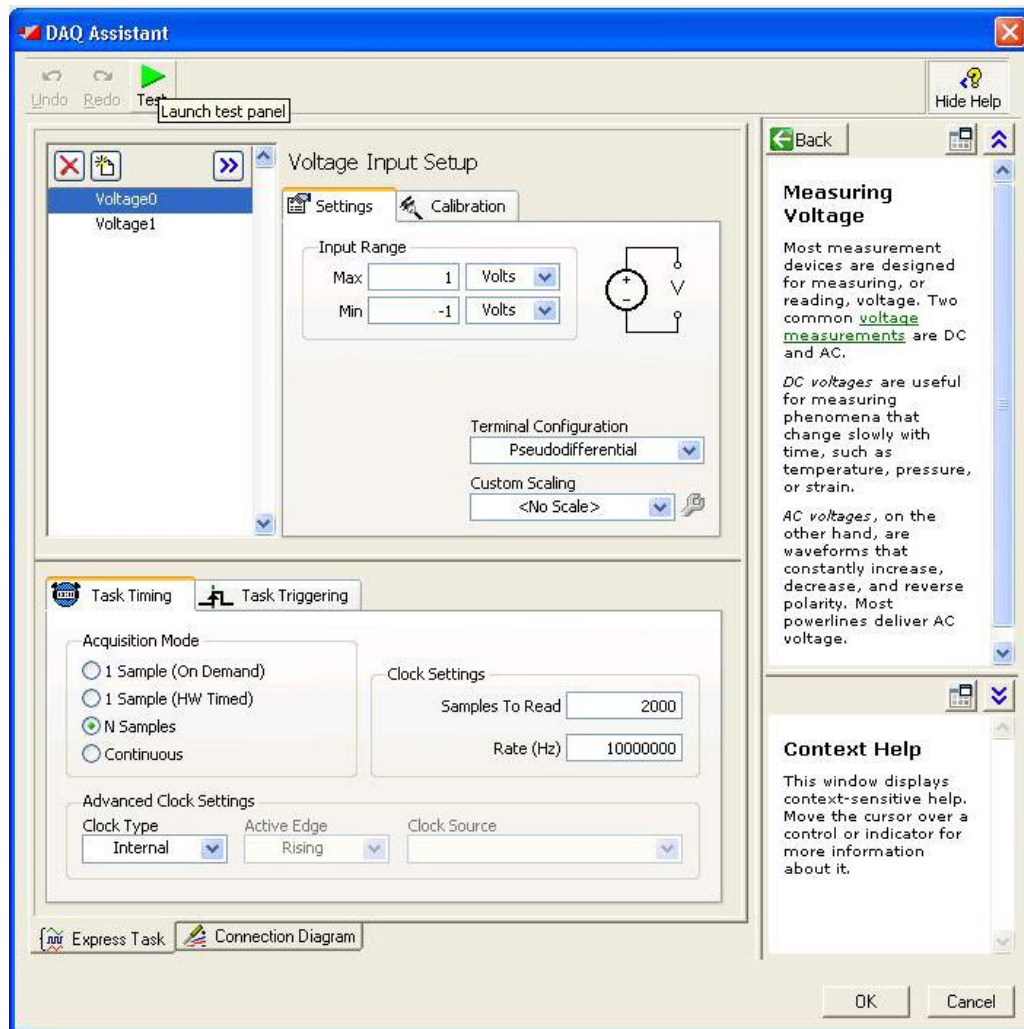 DAQ Assistant
Undo Redo Test
Launch test panel
Hide Help
Voltage0
Voltage1
Voltage Input Setup
Settings
Calibration
Input Range
Max 1 Volts
Min -1 Volts
+
−
V
Terminal Configuration
Pseudodifferential
Custom Scaling
<No Scale>
Task Timing
Task Triggering
Acquisition Mode
1 Sample (On Demand)
1 Sample (HW Timed)
N Samples
Continuous
Clock Settings
Samples To Read 2000
Rate (Hz) 10000000
Advanced Clock Settings
Clock Type Active Edge Clock Source
Internal Rising
Express Task
Connection Diagram
Back
Measuring
Voltage
Most measurement
devices are designed
for measuring, or
reading, voltage. Two
common voltage
measurements are DC
and AC.
DC voltages are useful
for measuring
phenomena that
change slowly with
time, such as
temperature, pressure,
or strain.
AC voltages, on the
other hand, are
waveforms that
constantly increase,
decrease, and reverse
polarity. Most
powerlines deliver AC
voltage.
Context Help
This window displays
context-sensitive help.
Move the cursor over a
control or indicator for
more information
about it.
OK
Cancel